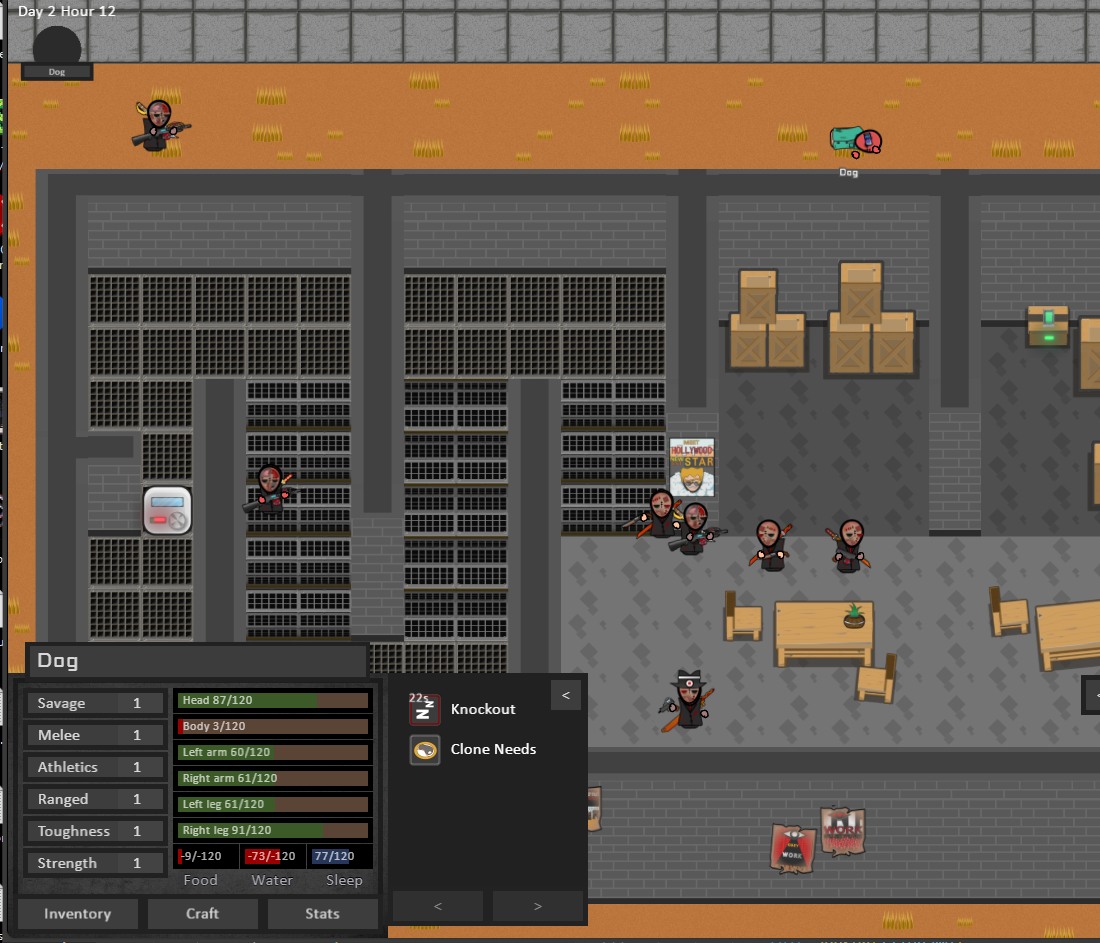 Day 2 Hour 12
Dog
Dog
HOLLYWOOD
NEW STAR
Dog
Savage 1
Melee 1
Athletics 1
Ranged 1
Toughness 1
Strength 1
Head 87/120
Body 3/120
Left arm 60/120
Right arm 61/120
Left leg 61/120
Right leg 91/120
-9/-120
-73/-120
77/120
Food
Water
Sleep
Inventory
Craft
Stats
22s
Knockout
<
Clone Needs
<
>
WORK
WORK